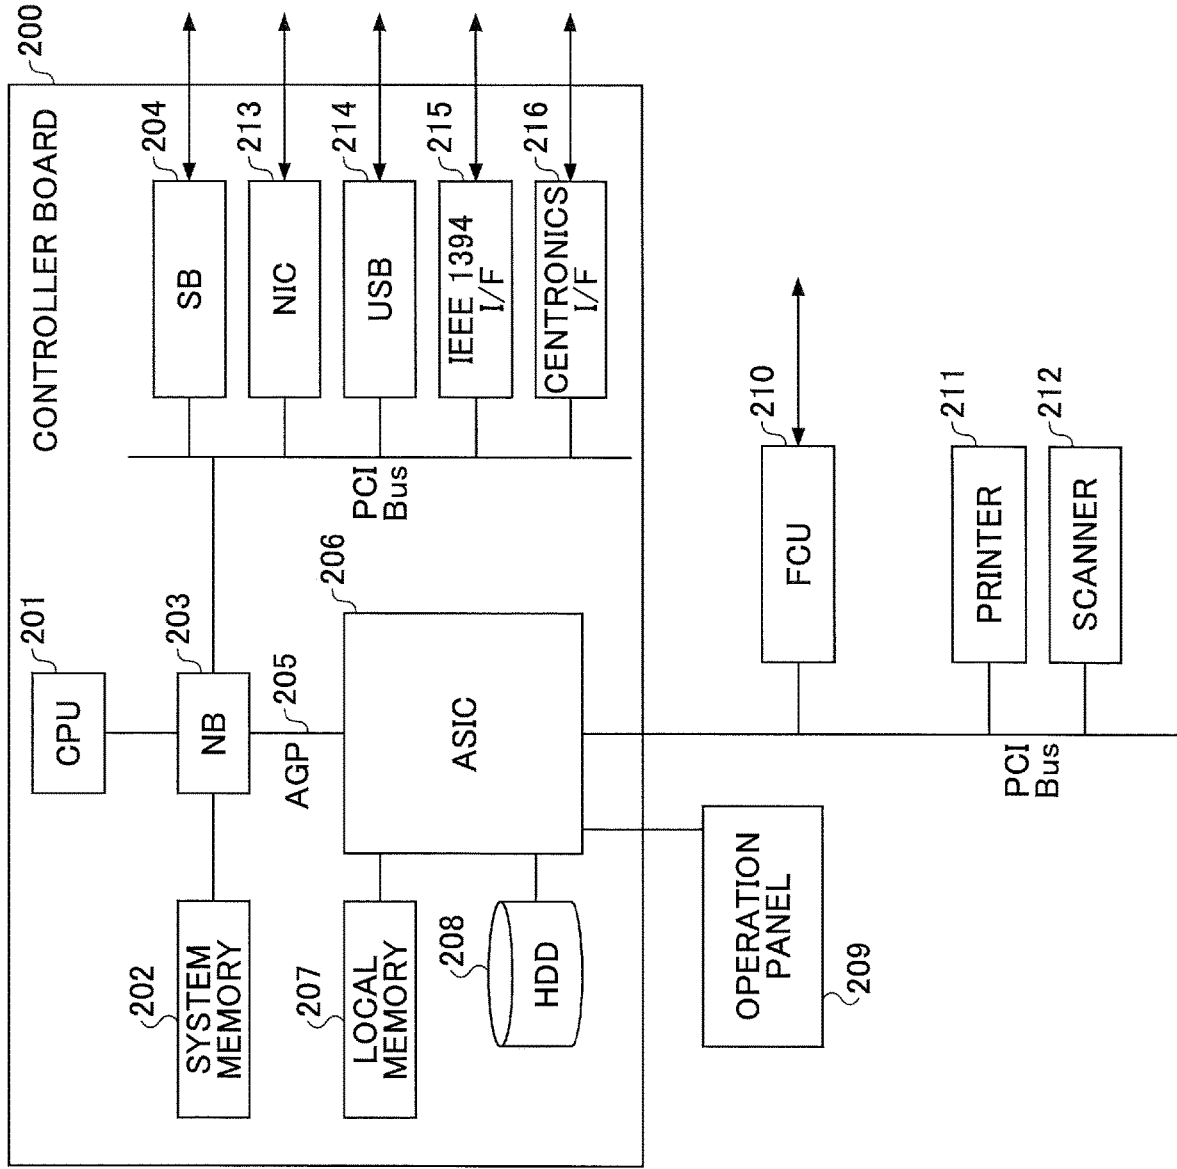 CONTROLLER BOARD
200
CPU
201
SYSTEM
MEMORY
202
NB
203
SB
204
AGP
205
NIC
213
LOCAL
MEMORY
207
ASIC
206
PCI
Bus
USB
214
HDD
208
IEEE 1394
I/F
215
CENTRONICS
I/F
216
OPERATION
PANEL
209
FCU
210
PRINTER
211
PCI
Bus
SCANNER
212